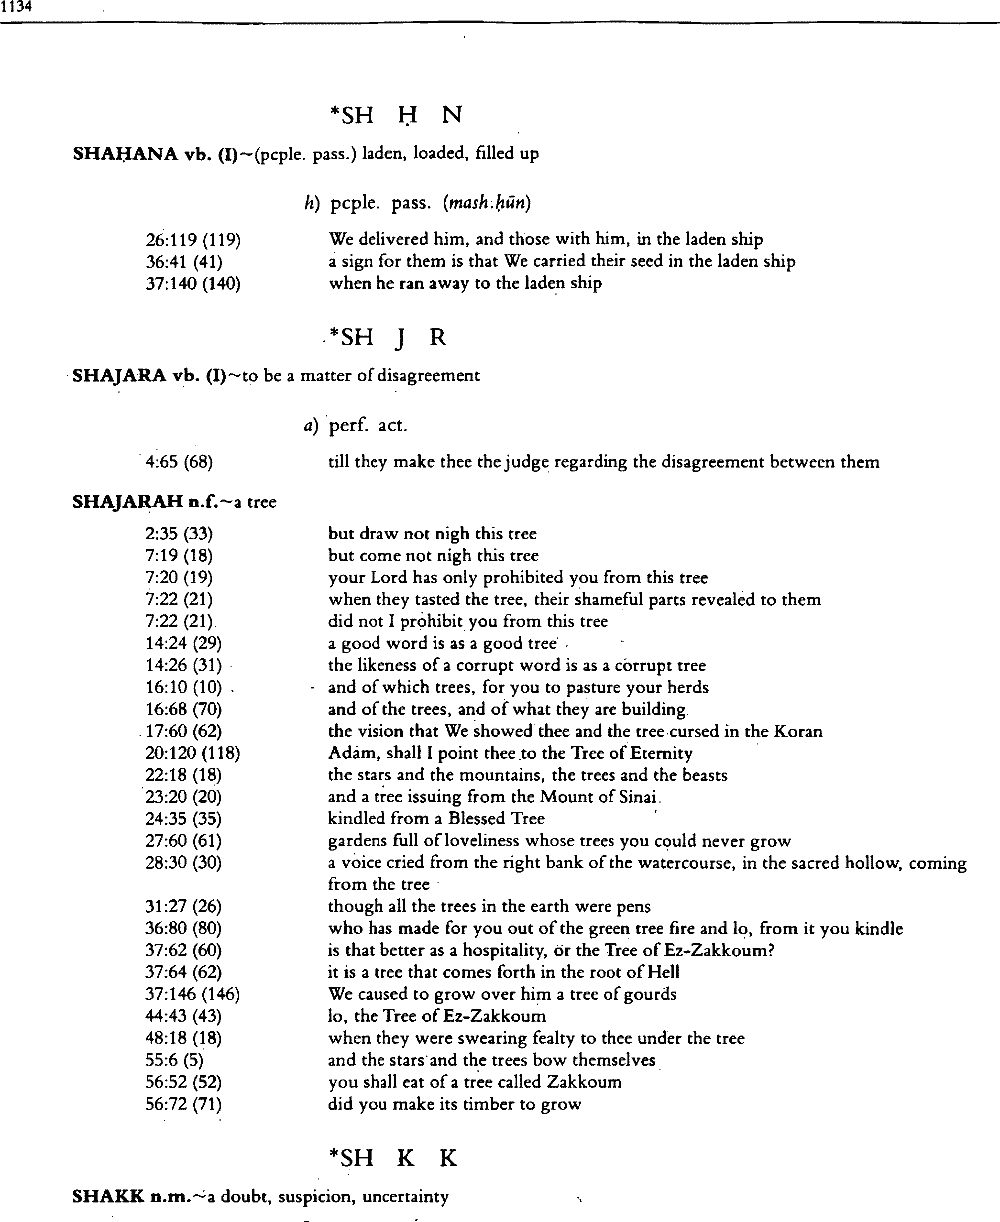 1134
*SH Ḥ N
SHAḤANA vb. (I)~(pcple. pass.) laden, loaded, filled up
h) pcple. pass. (mash.ḥūn)
26:119 (119) We delivered him, and those with him, in the laden ship
36:41 (41) a sign for them is that We carried their seed in the laden ship
37:140 (140) when he ran away to the laden ship
*SH J R
SHAJARA vb. (I)~to be a matter of disagreement
a) perf. act.
4:65 (68) till they make thee the judge regarding the disagreement between them
SHAJARAH n.f.~a tree
2:35 (33) but draw not nigh this tree
7:19 (18) but come not nigh this tree
7:20 (19) your Lord has only prohibited you from this tree
7:22 (21) when they tasted the tree, their shameful parts revealed to them
7:22 (21) did not I prohibit you from this tree
14:24 (29) a good word is as a good tree
14:26 (31) the likeness of a corrupt word is as a corrupt tree
16:10 (10) and of which trees, for you to pasture your herds
16:68 (70) and of the trees, and of what they are building
17:60 (62) the vision that We showed thee and the tree cursed in the Koran
20:120 (118) Adam, shall I point thee to the Tree of Eternity
22:18 (18) the stars and the mountains, the trees and the beasts
23:20 (20) and a tree issuing from the Mount of Sinai
24:35 (35) kindled from a Blessed Tree
27:60 (61) gardens full of loveliness whose trees you could never grow
28:30 (30) a voice cried from the right bank of the watercourse, in the sacred hollow, coming
from the tree
31:27 (26) though all the trees in the earth were pens
36:80 (80) who has made for you out of the green tree fire and lo, from it you kindle
37:62 (60) is that better as a hospitality, or the Tree of Ez-Zakkoum?
37:64 (62) it is a tree that comes forth in the root of Hell
37:146 (146) We caused to grow over him a tree of gourds
44:43 (43) lo, the Tree of Ez-Zakkoum
48:18 (18) when they were swearing fealty to thee under the tree
55:6 (5) and the stars and the trees bow themselves
56:52 (52) you shall eat of a tree called Zakkoum
56:72 (71) did you make its timber to grow
*SH K K
SHAKK n.m.~a doubt, suspicion, uncertainty